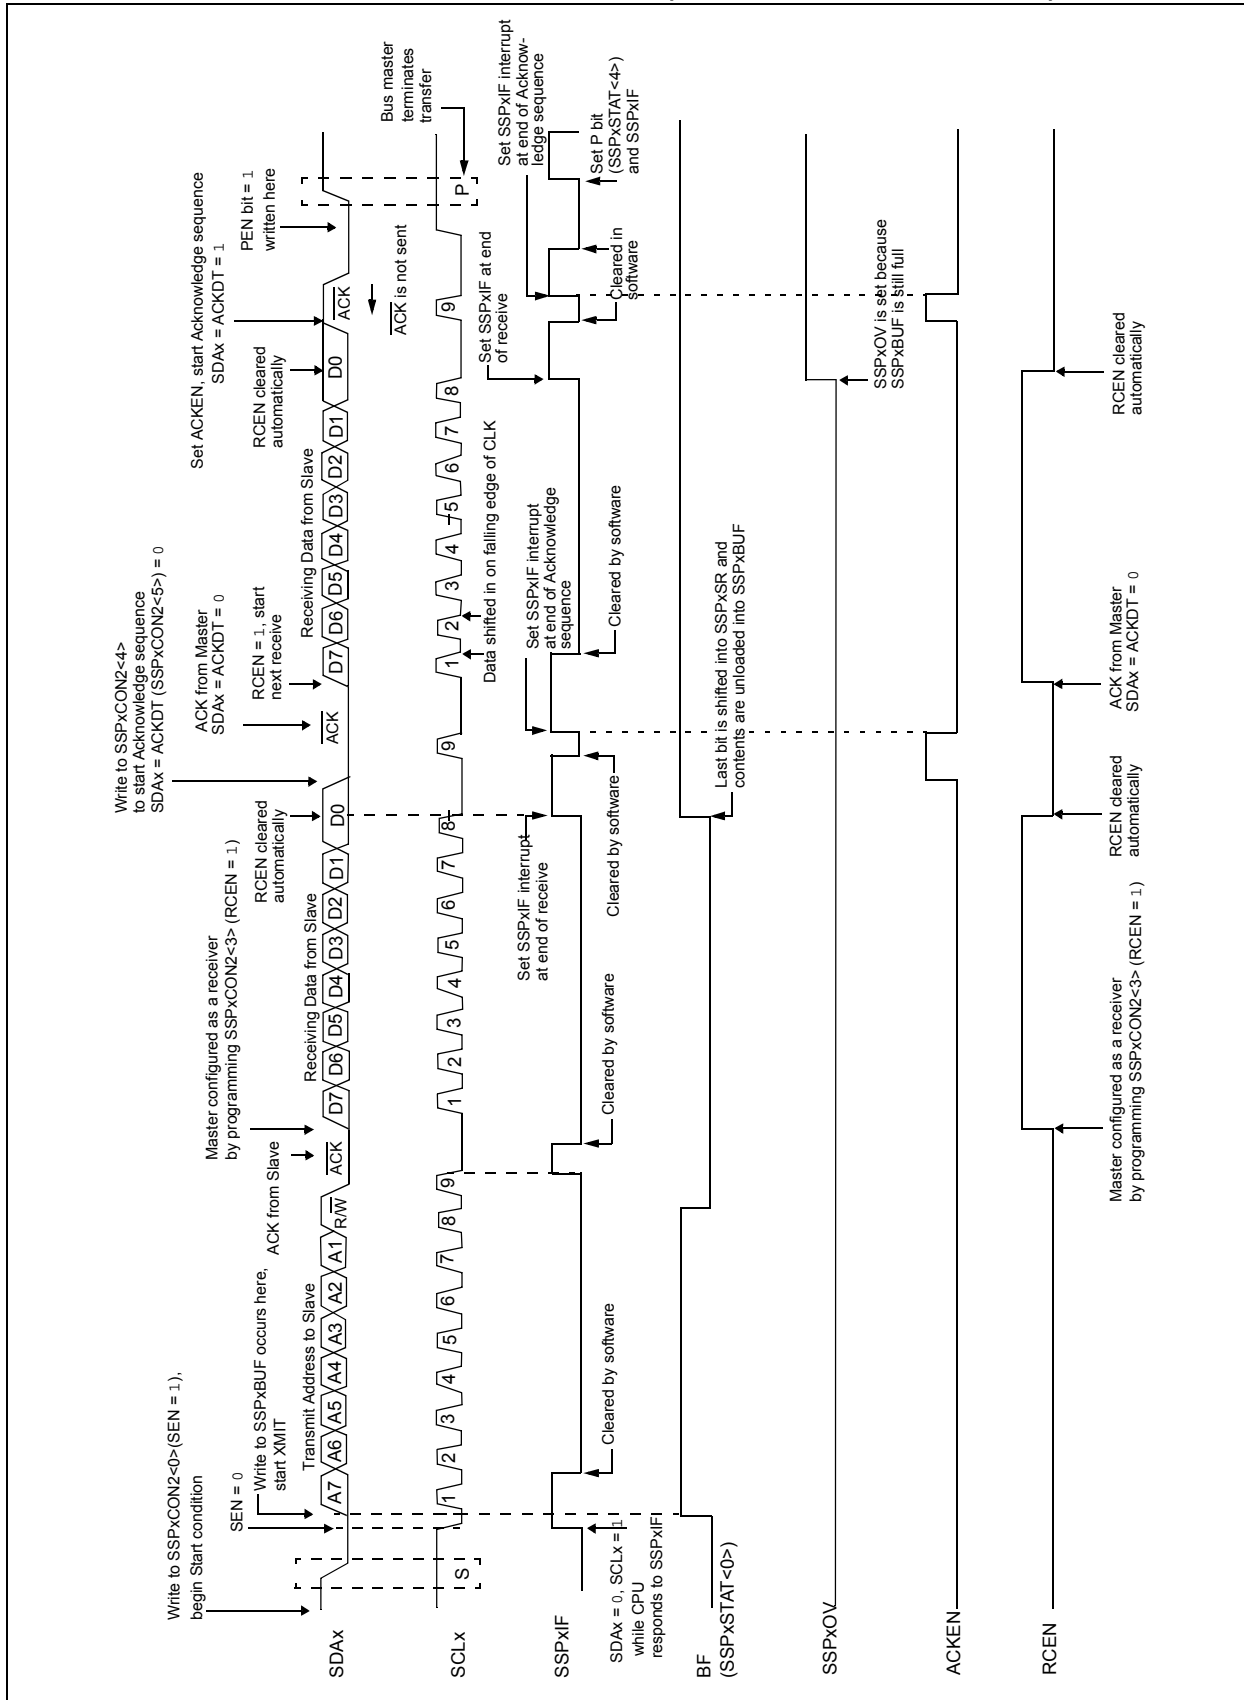 Write to SSPxCON2<0>(SEN = 1),
begin Start condition
SEN = 0
Write to SSPxBUF occurs here,
start XMIT
ACK from Slave
Master configured as a receiver
by programming SSPxCON2<3> (RCEN = 1)
RCEN cleared
automatically
Write to SSPxCON2<4>
to start Acknowledge sequence
SDAx = ACKDT (SSPxCON2<5>) = 0
ACK from Master
SDAx = ACKDT = 0
RCEN = 1, start
next receive
RCEN cleared
automatically
Set ACKEN, start Acknowledge sequence
SDAx = ACKDT = 1
PEN bit = 1
written here
Transmit Address to Slave
Receiving Data from Slave
Receiving Data from Slave
SDAx
A7 A6 A5 A4 A3 A2 A1 R/W ACK D7 D6 D5 D4 D3 D2 D1 D0 ACK D7 D6 D5 D4 D3 D2 D1 D0 ACK
ACK is not sent
Bus master
terminates
transfer
SCLx
S 1 2 3 4 5 6 7 8 9 1 2 3 4 5 6 7 8 9 1 2 3 4 5 6 7 8 9 P
Data shifted in on falling edge of CLK
Set SSPxIF interrupt
at end of receive
Set SSPxIF interrupt
at end of Acknowledge
sequence
Set SSPxIF at end
of receive
Set SSPxIF interrupt
at end of Acknow-
ledge sequence
SSPxIF
SDAx = 0, SCLx = 1
while CPU
responds to SSPxIF
Cleared by software
Cleared by software
Cleared by software
Cleared by software
Cleared in
software
Set P bit
(SSPxSTAT<4>)
and SSPxIF
BF
(SSPxSTAT<0>)
Last bit is shifted into SSPxSR and
contents are unloaded into SSPxBUF
SSPxOV
SSPxOV is set because
SSPxBUF is still full
ACKEN
RCEN
Master configured as a receiver
by programming SSPxCON2<3> (RCEN = 1)
RCEN cleared
automatically
ACK from Master
SDAx = ACKDT = 0
RCEN cleared
automatically